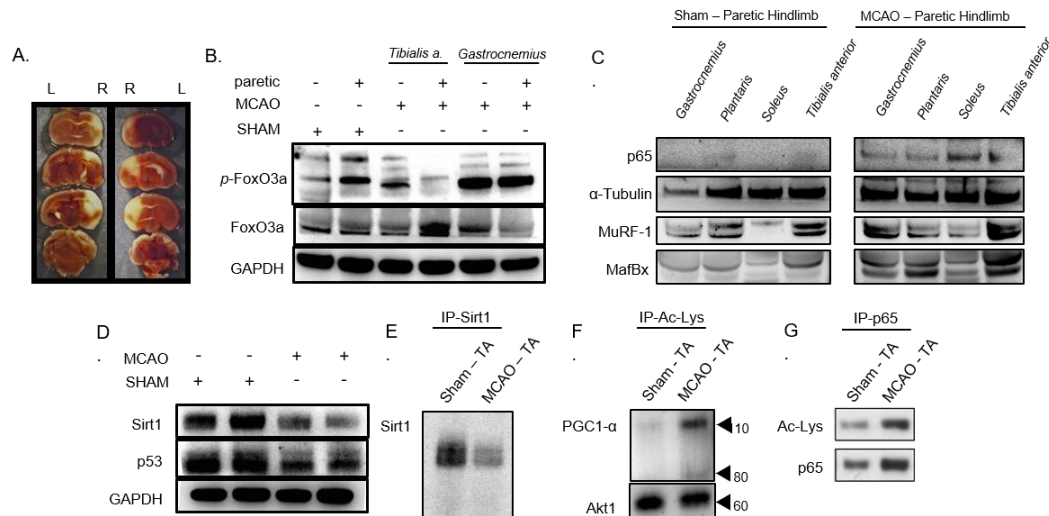 A.
L R R L
B.
Tibialis a. Gastrocnemius
paretic - + - + - +
MCAO - - + + + +
SHAM + + - - - -
p-FoxO3a
FoxO3a
GAPDH
C
.
Sham – Paretic Hindlimb MCAO – Paretic Hindlimb
Gastrocnemius Plantaris Soleus Tibialis anterior Gastrocnemius Plantaris Soleus Tibialis anterior
p65
α-Tubulin
MuRF-1
MafBx
D
.
MCAO - - + +
SHAM + + - -
Sirt1
p53
GAPDH
E
.
IP-Sirt1
Sham – TA MCAO – TA
Sirt1
F
.
IP-Ac-Lys
Sham - TA MCAO - TA
PGC1-α 10
80
Akt1 60
G
.
IP-p65
Sham - TA MCAO - TA
Ac-Lys
p65